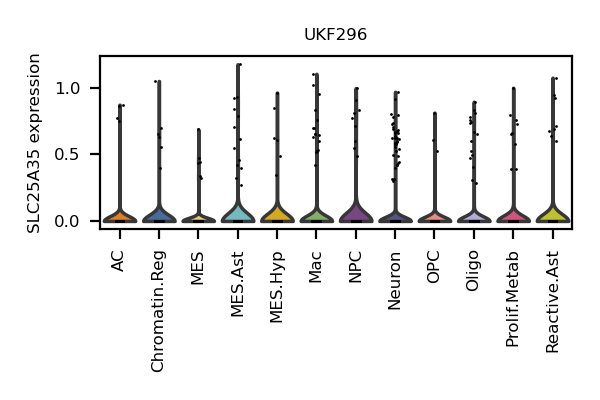 UKF296
SLC25A35 expression
1.0
0.5
0.0
AC
Chromatin.Reg
MES
MES.Ast
MES.Hyp
Mac
NPC
Neuron
OPC
Oligo
Prolif.Metab
Reactive.Ast